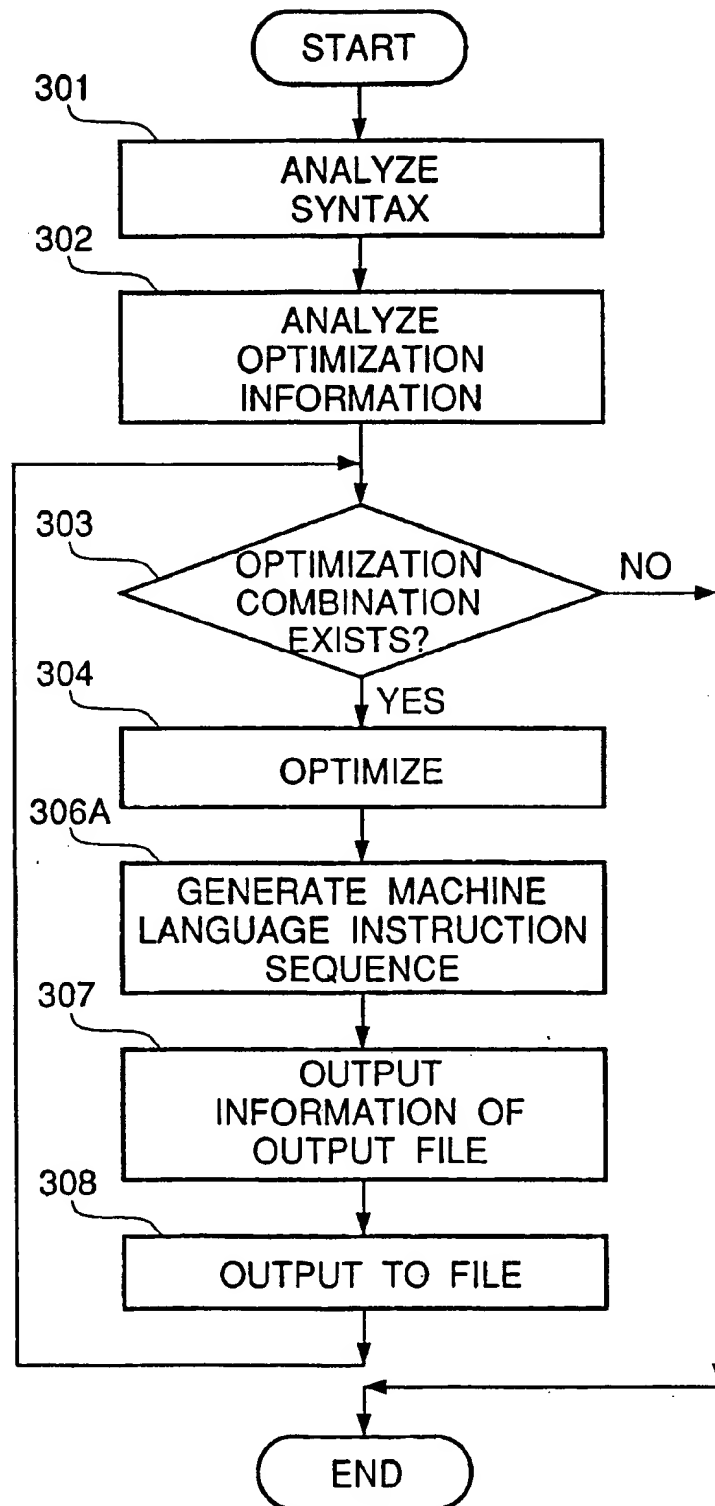 START
301
ANALYZE
SYNTAX
302
ANALYZE
OPTIMIZATION
INFORMATION
303
OPTIMIZATION
COMBINATION
EXISTS?
NO
YES
304
OPTIMIZE
306A
GENERATE MACHINE
LANGUAGE INSTRUCTION
SEQUENCE
307
OUTPUT
INFORMATION OF
OUTPUT FILE
308
OUTPUT TO FILE
END